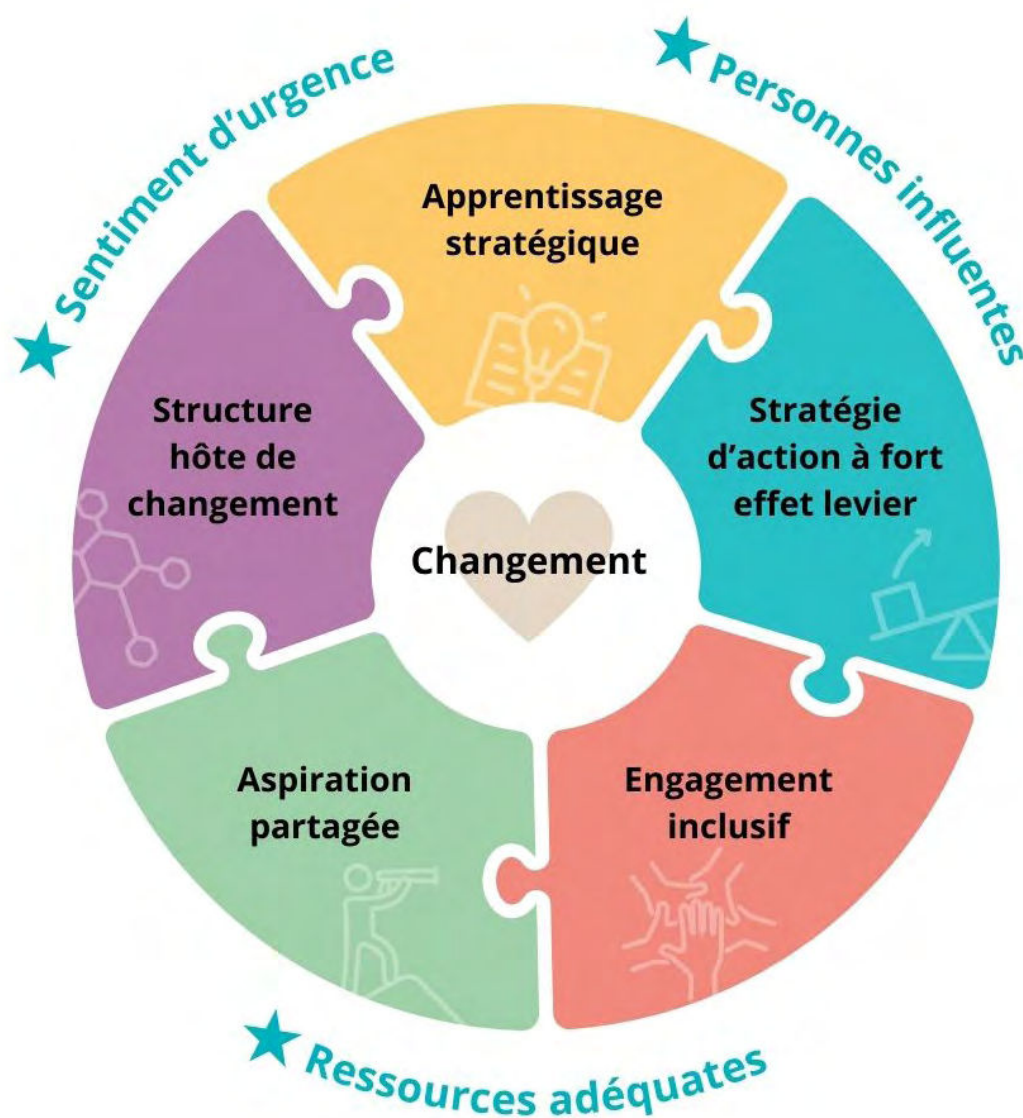 Sentiment d'urgence
Personnes influentes
Apprentissage
stratégique
Structure
hôte de
changement
Stratégie
d'action à fort
effet levier
Changement
Aspiration
partagée
Engagement
inclusif
Ressources adéquates